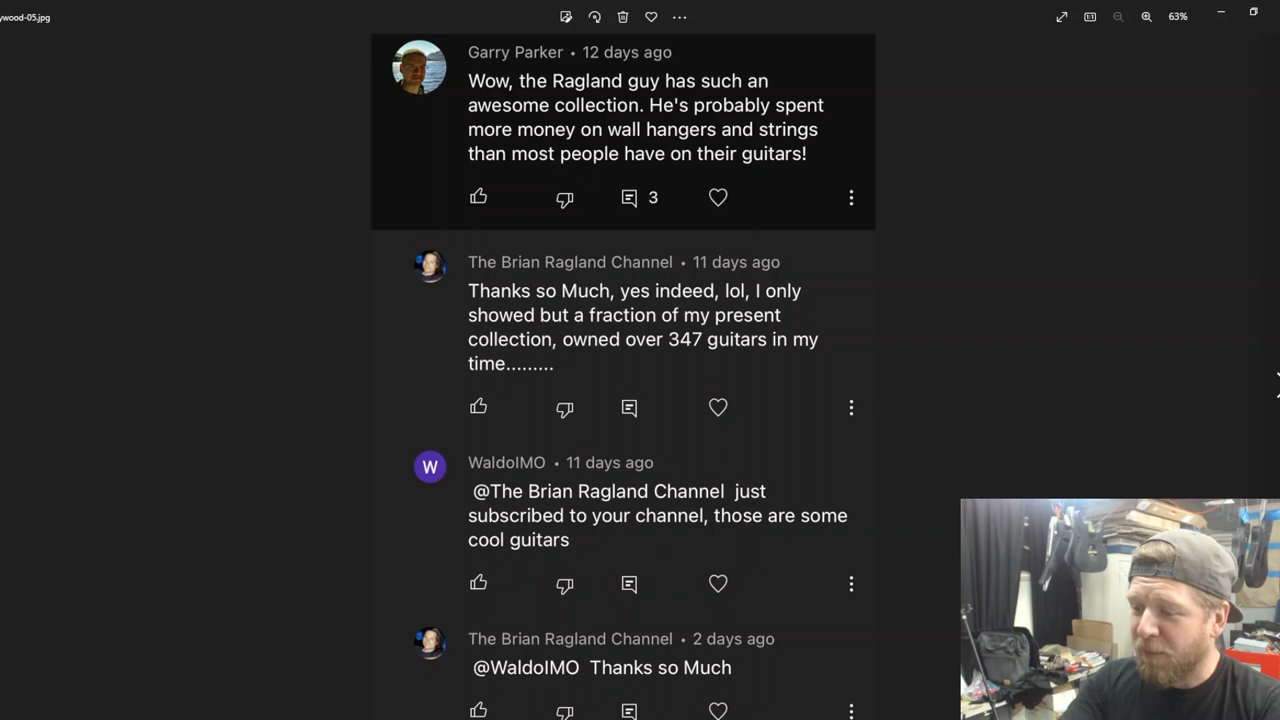 ywood-05.jpg
63%
Garry Parker • 12 days ago
Wow, the Ragland guy has such an
awesome collection. He's probably spent
more money on wall hangers and strings
than most people have on their guitars!
3
The Brian Ragland Channel • 11 days ago
Thanks so Much, yes indeed, lol, I only
showed but a fraction of my present
collection, owned over 347 guitars in my
time.........
W
WaldoIMO • 11 days ago
@The Brian Ragland Channel just
subscribed to your channel, those are some
cool guitars
The Brian Ragland Channel • 2 days ago
@WaldoIMO Thanks so Much